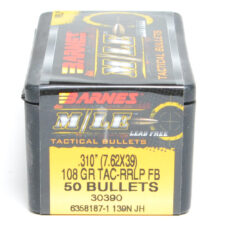 BARNES
M/LE
LEAD FREE
TACTICAL BULLETS
.310" (7.62X39)
108 GR TAC-RRLP FB
50 BULLETS
30390
6358187-1 139N JH